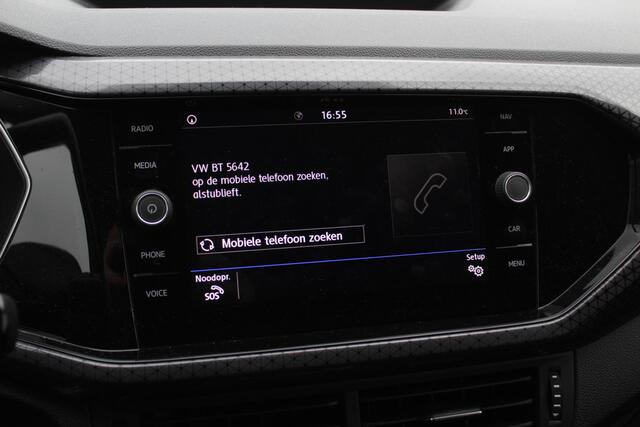 16:55
11.0°C
RADIO
MEDIA
PHONE
VOICE
VW BT 5642
op de mobiele telefoon zoeken,
alstublieft.
Mobiele telefoon zoeken
Noodopr.
SOS
Setup
NAV
APP
CAR
MENU